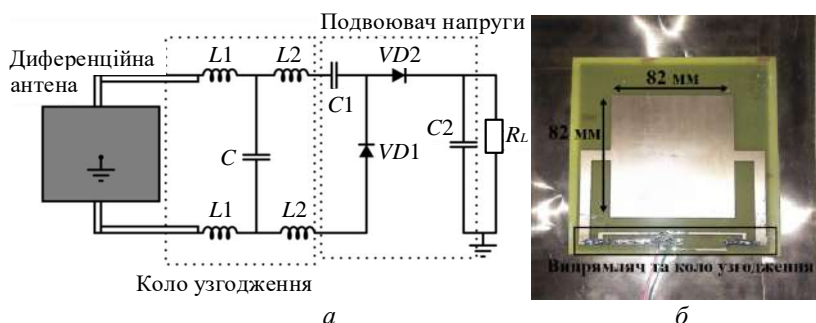 Подвоювач напруги
Диференційна
антена
L1
L2
VD2
C1
C
VD1
C2
RL
L1
L2
Коло узгодження
а
82 мм
82 мм
Випрямляч та коло узгодження
б